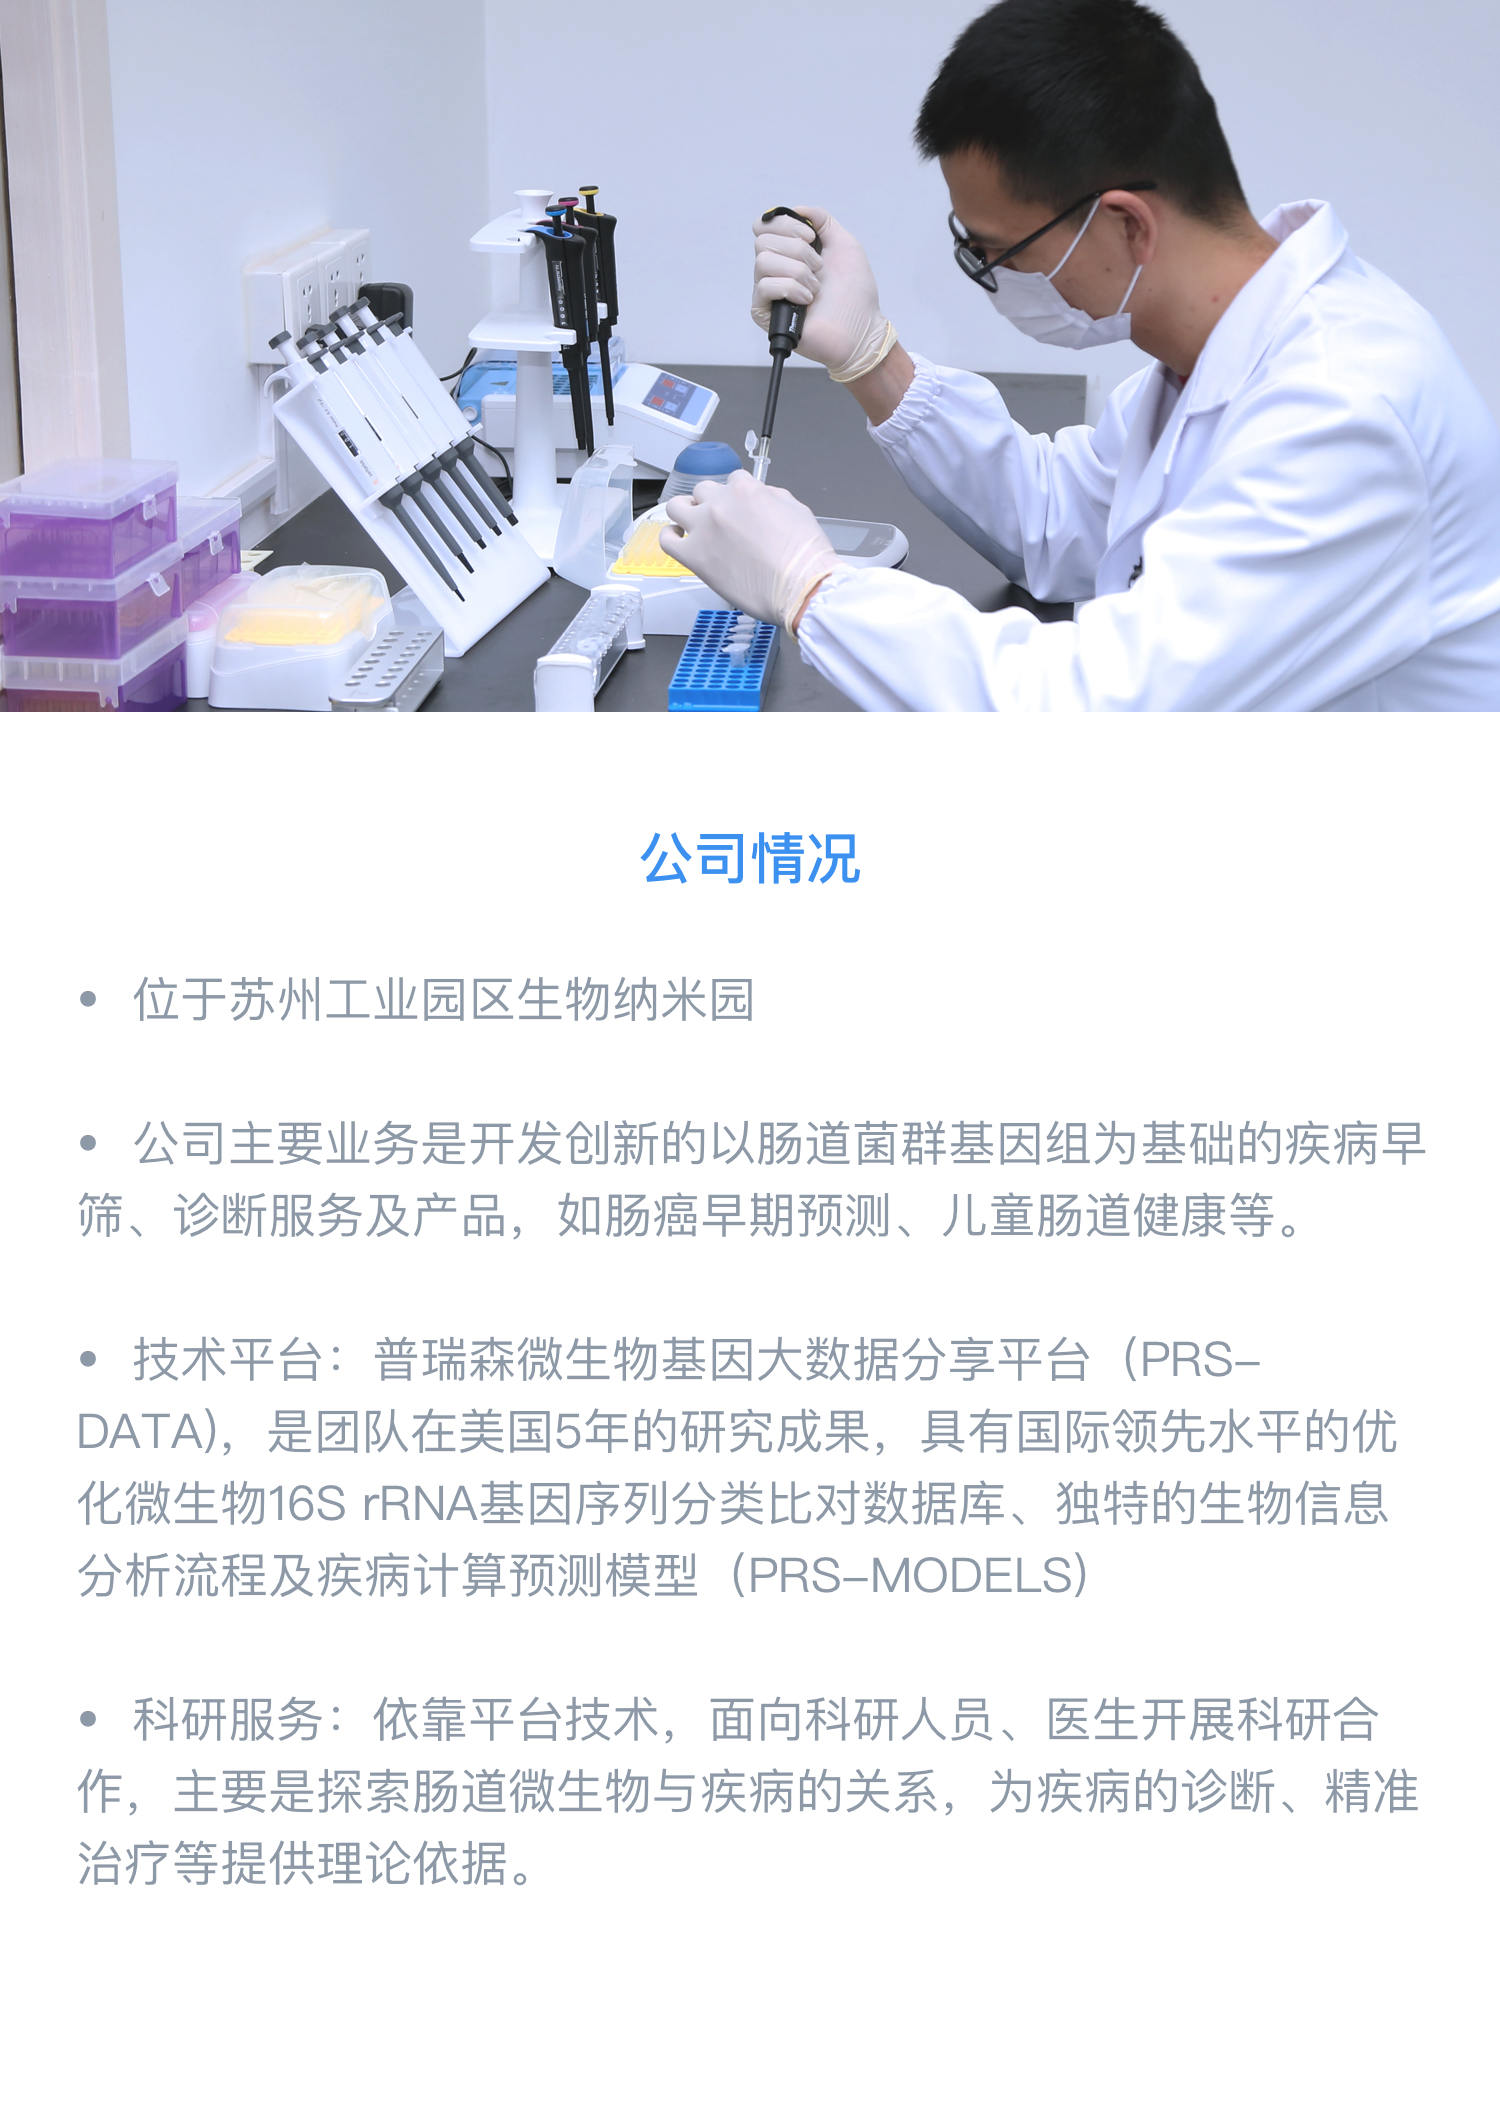 公司情况
• 位于苏州工业园区生物纳米园
• 公司主要业务是开发创新的以肠道菌群基因组为基础的疾病早
筛、诊断服务及产品，如肠癌早期预测、儿童肠道健康等。
• 技术平台：普瑞森微生物基因大数据分享平台（PRS-
DATA)，是团队在美国5年的研究成果，具有国际领先水平的优
化微生物16S rRNA基因序列分类比对数据库、独特的生物信息
分析流程及疾病计算预测模型（PRS-MODELS）
• 科研服务：依靠平台技术，面向科研人员、医生开展科研合
作，主要是探索肠道微生物与疾病的关系，为疾病的诊断、精准
治疗等提供理论依据。